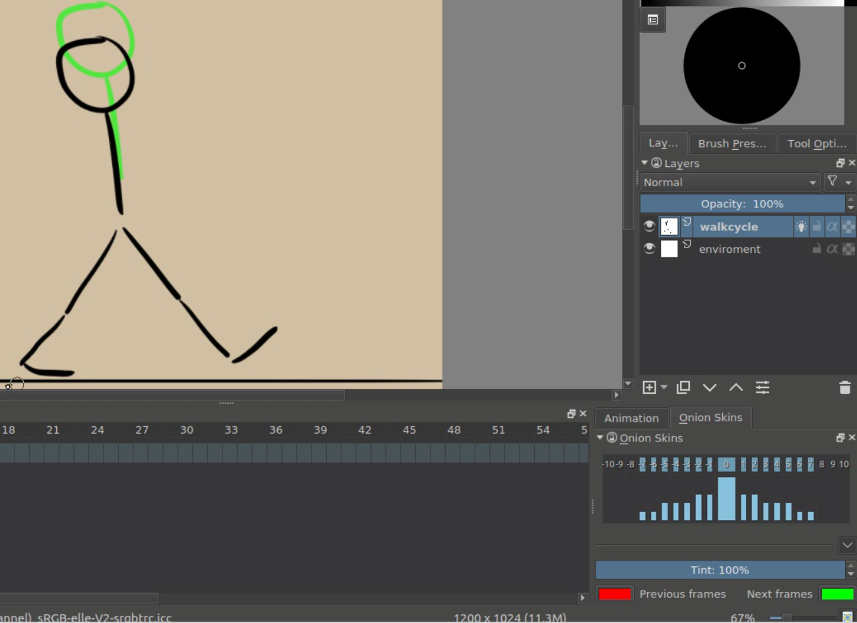 Lay...
Brush Pres...
Tool Opti...
Layers
Normal
Opacity: 100%
walkcycle
enviroment
18 21 24 27 30 33 36 39 42 45 48 51 54 5
Animation
Onion Skins
Onion Skins
-10 -9 -8 -7 -6 -5 -4 -3 -2 -1 0 1 2 3 4 5 6 7 8 9 10
Tint: 100%
Previous frames
Next frames
annel) sRGB-elle-V2-srgbtrc.icc
1200 x 1024 (11.3M)
67%